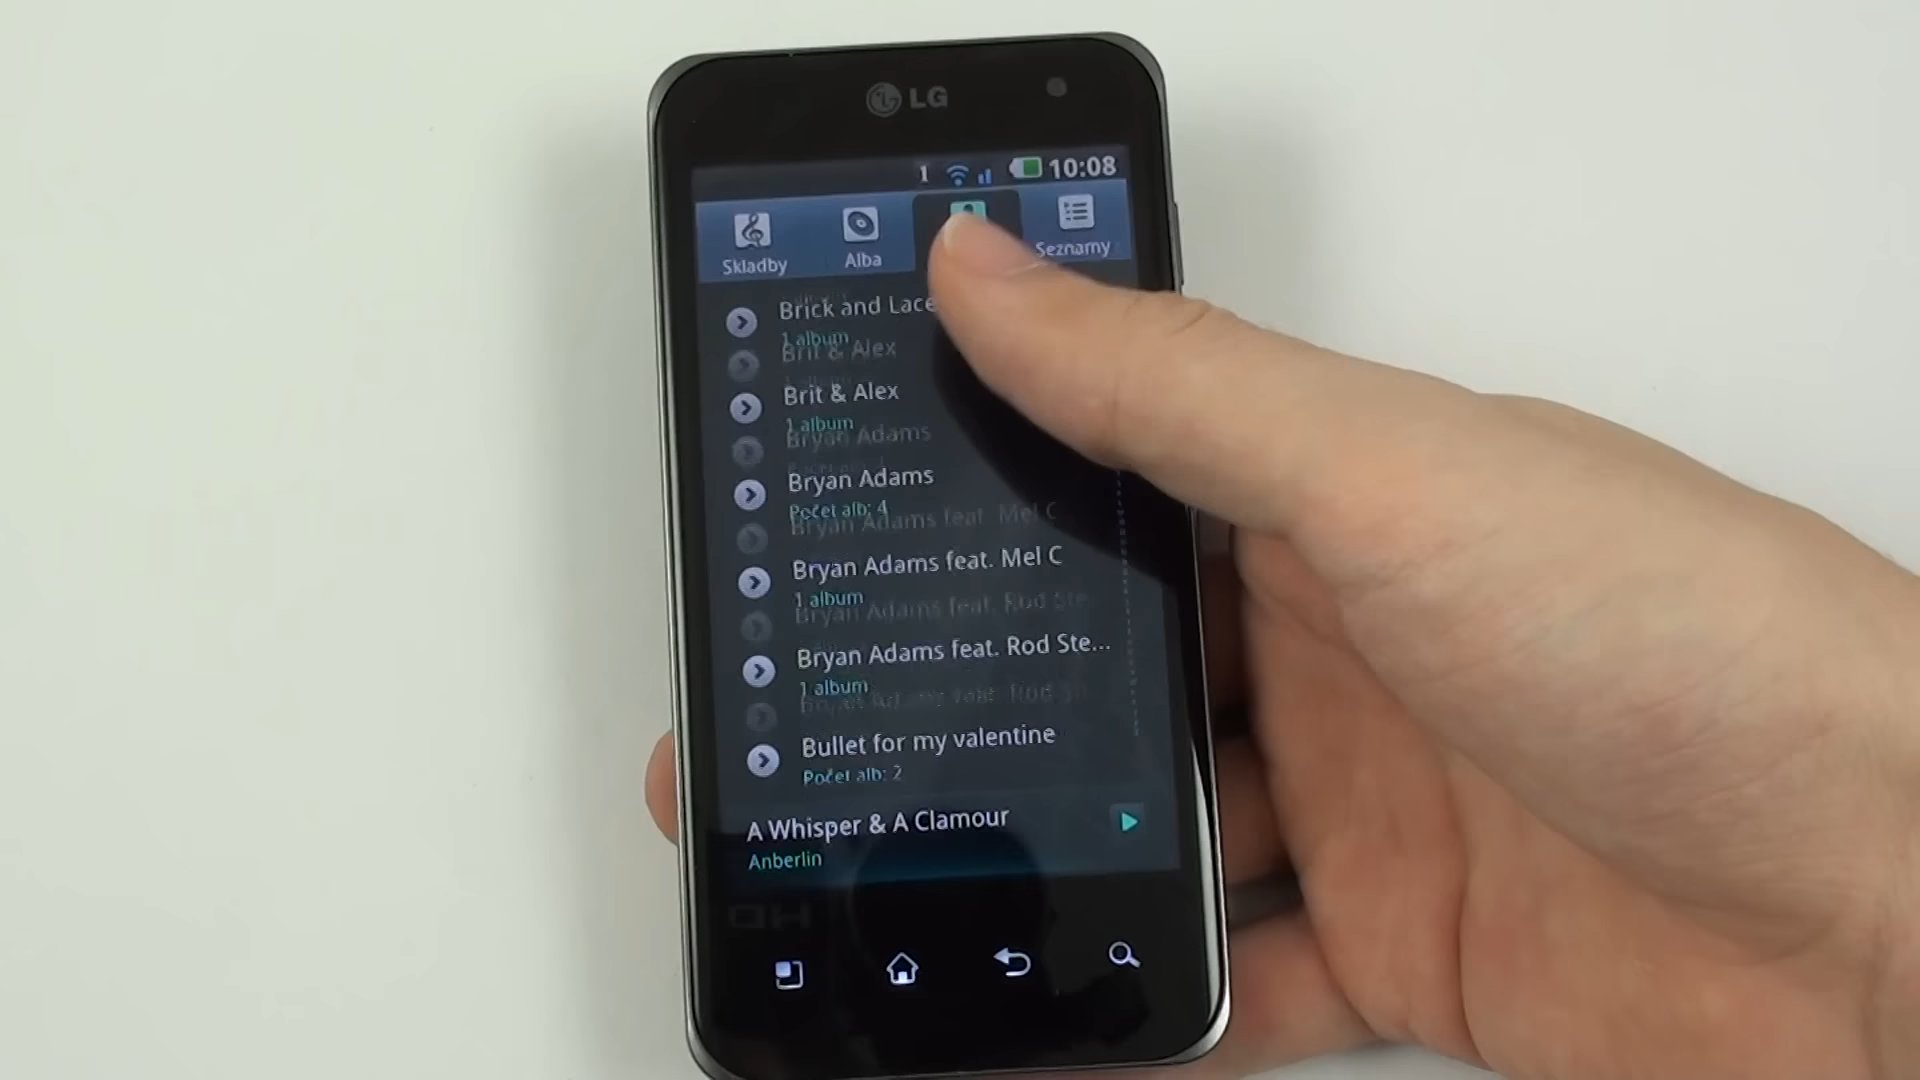 LG
1 10:08
Skladby Alba Seznamy
Brick and Lace
1 album
Brit & Alex
1 album
Bryan Adams
Počet alb: 4
Bryan Adams feat. Mel C
1 album
Bryan Adams feat. Rod Ste...
1 album
Bullet for my valentine
Počet alb: 2
A Whisper & A Clamour
Anberlin